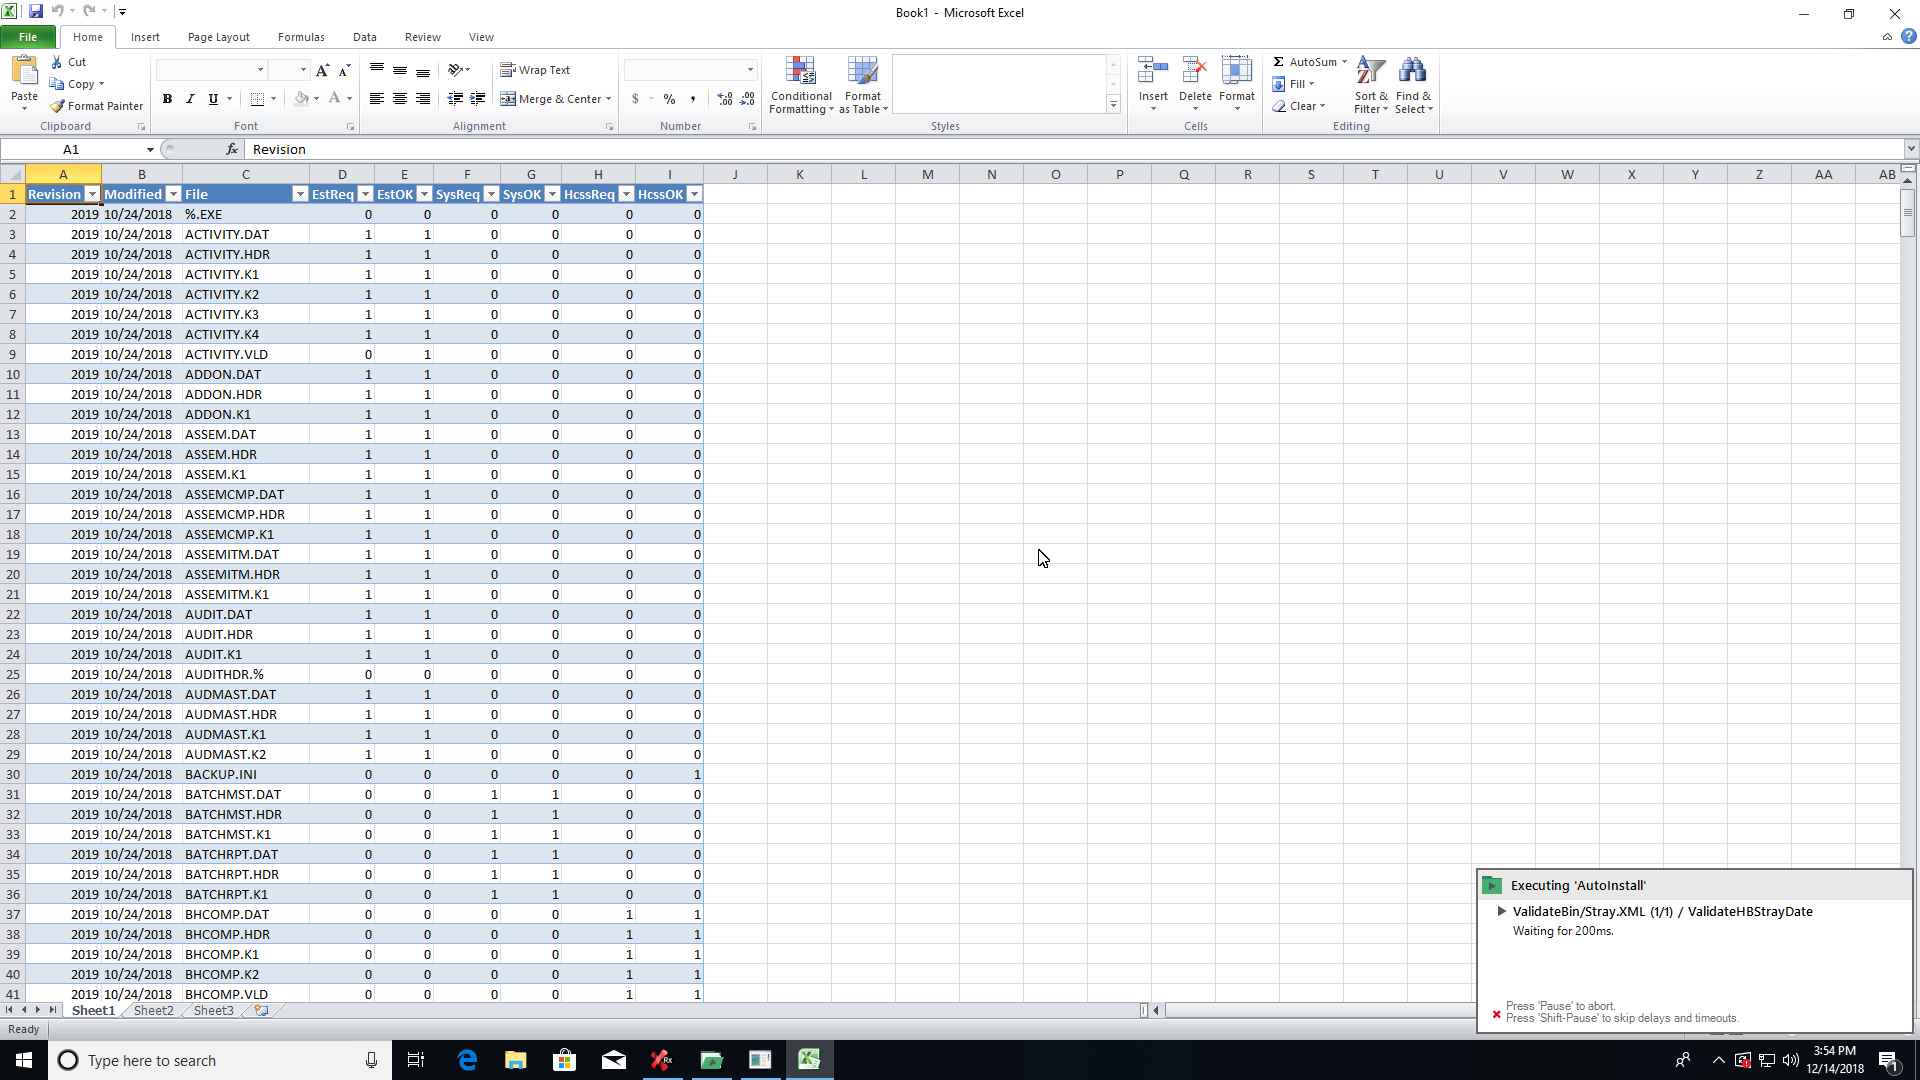 Book1 - Microsoft Excel
File Home Insert Page Layout Formulas Data Review View
Paste
Cut
Copy
Format Painter
Clipboard
B I U A
Font
Wrap Text
Merge & Center
Alignment
$ % ,
Number
Conditional Formatting
Format as Table
Styles
Insert Delete Format
Cells
Σ AutoSum
Fill
Clear
Sort & Filter
Find & Select
Editing
A1 fx Revision
A B C D E F G H I J K L M N O P Q R S T U V W X Y Z AA AB
1 Revision Modified File EstReq EstOK SysReq SysOK HcssReq HcssOK
2 2019 10/24/2018 %.EXE 0 0 0 0 0 0
3 2019 10/24/2018 ACTIVITY.DAT 1 1 0 0 0 0
4 2019 10/24/2018 ACTIVITY.HDR 1 1 0 0 0 0
5 2019 10/24/2018 ACTIVITY.K1 1 1 0 0 0 0
6 2019 10/24/2018 ACTIVITY.K2 1 1 0 0 0 0
7 2019 10/24/2018 ACTIVITY.K3 1 1 0 0 0 0
8 2019 10/24/2018 ACTIVITY.K4 1 1 0 0 0 0
9 2019 10/24/2018 ACTIVITY.VLD 0 1 0 0 0 0
10 2019 10/24/2018 ADDON.DAT 1 1 0 0 0 0
11 2019 10/24/2018 ADDON.HDR 1 1 0 0 0 0
12 2019 10/24/2018 ADDON.K1 1 1 0 0 0 0
13 2019 10/24/2018 ASSEM.DAT 1 1 0 0 0 0
14 2019 10/24/2018 ASSEM.HDR 1 1 0 0 0 0
15 2019 10/24/2018 ASSEM.K1 1 1 0 0 0 0
16 2019 10/24/2018 ASSEMCMP.DAT 1 1 0 0 0 0
17 2019 10/24/2018 ASSEMCMP.HDR 1 1 0 0 0 0
18 2019 10/24/2018 ASSEMCMP.K1 1 1 0 0 0 0
19 2019 10/24/2018 ASSEMITM.DAT 1 1 0 0 0 0
20 2019 10/24/2018 ASSEMITM.HDR 1 1 0 0 0 0
21 2019 10/24/2018 ASSEMITM.K1 1 1 0 0 0 0
22 2019 10/24/2018 AUDIT.DAT 1 1 0 0 0 0
23 2019 10/24/2018 AUDIT.HDR 1 1 0 0 0 0
24 2019 10/24/2018 AUDIT.K1 1 1 0 0 0 0
25 2019 10/24/2018 AUDITHDR.% 0 0 0 0 0 0
26 2019 10/24/2018 AUDMAST.DAT 1 1 0 0 0 0
27 2019 10/24/2018 AUDMAST.HDR 1 1 0 0 0 0
28 2019 10/24/2018 AUDMAST.K1 1 1 0 0 0 0
29 2019 10/24/2018 AUDMAST.K2 1 1 0 0 0 0
30 2019 10/24/2018 BACKUP.INI 0 0 0 0 0 1
31 2019 10/24/2018 BATCHMST.DAT 0 0 1 1 0 0
32 2019 10/24/2018 BATCHMST.HDR 0 0 1 1 0 0
33 2019 10/24/2018 BATCHMST.K1 0 0 1 1 0 0
34 2019 10/24/2018 BATCHRPT.DAT 0 0 1 1 0 0
35 2019 10/24/2018 BATCHRPT.HDR 0 0 1 1 0 0
36 2019 10/24/2018 BATCHRPT.K1 0 0 1 1 0 0
37 2019 10/24/2018 BHCOMP.DAT 0 0 0 0 1 1
38 2019 10/24/2018 BHCOMP.HDR 0 0 0 0 1 1
39 2019 10/24/2018 BHCOMP.K1 0 0 0 0 1 1
40 2019 10/24/2018 BHCOMP.K2 0 0 0 0 1 1
41 2019 10/24/2018 BHCOMP.VLD 0 0 0 0 1 1
Executing 'AutoInstall'
ValidateBin/Stray.XML (1/1) / ValidateHBStrayDate
Waiting for 200ms.
Press 'Pause' to abort.
Press 'Shift-Pause' to skip delays and timeouts.
Sheet1 Sheet2 Sheet3
Ready
Type here to search
3:54 PM
12/14/2018
1